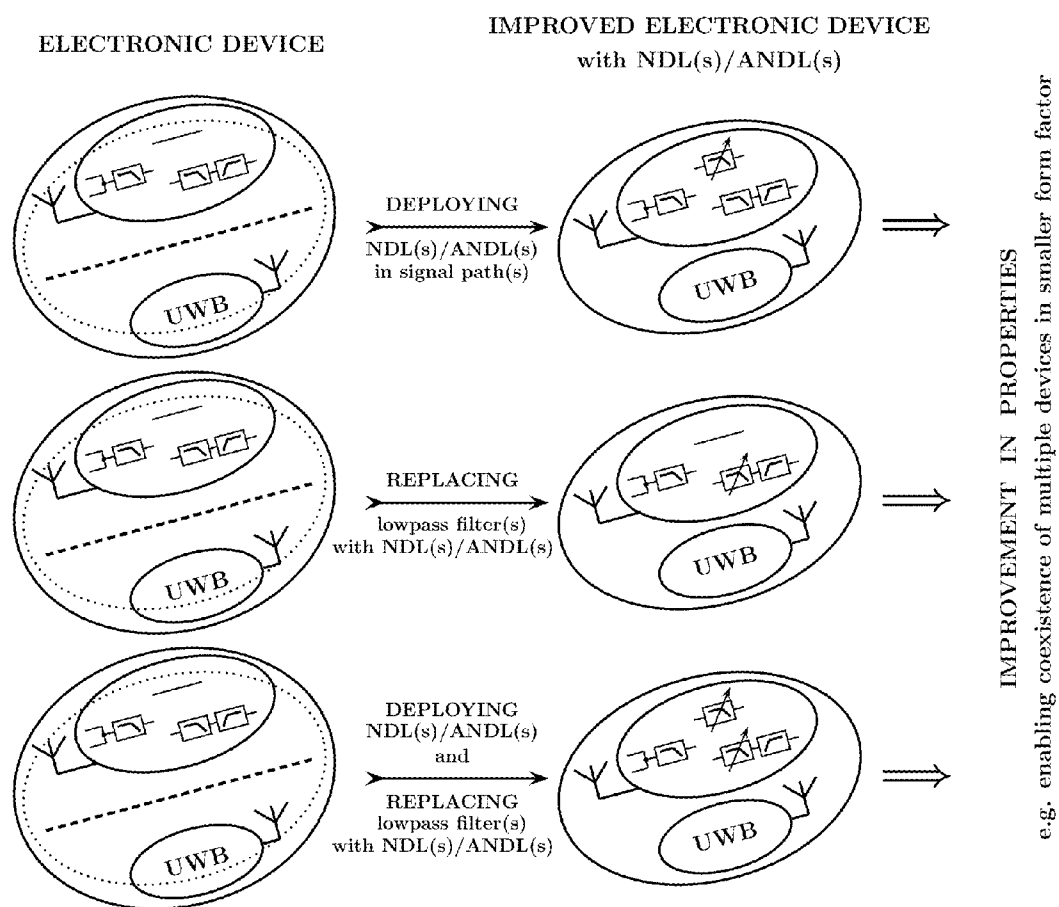 ELECTRONIC DEVICE
IMPROVED ELECTRONIC DEVICE
with NDL(s)/ANDL(s)
UWB
DEPLOYING
NDL(s)/ANDL(s)
in signal path(s)
UWB
UWB
REPLACING
lowpass filter(s)
with NDL(s)/ANDL(s)
UWB
UWB
DEPLOYING
NDL(s)/ANDL(s)
and
REPLACING
lowpass filter(s)
with NDL(s)/ANDL(s)
UWB
IMPROVEMENT IN PROPERTIES
e.g. enabling coexistence of multiple devices in smaller form factor